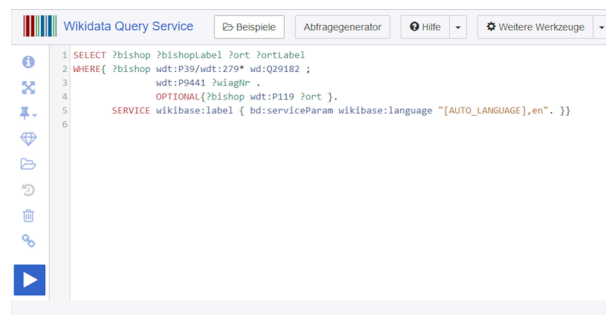 Wikidata Query Service Beispiele Abfragegenerator Hilfe Weitere Werkzeuge
1 SELECT ?bishop ?bishopLabel ?ort ?ortLabel
2 WHERE{ ?bishop wdt:P39/wdt:279* wd:Q29182 ;
3 wdt:P9441 ?wiagNr .
4 OPTIONAL{?bishop wdt:P119 ?ort }.
5 SERVICE wikibase:label { bd:serviceParam wikibase:language "[AUTO_LANGUAGE],en". }}
6